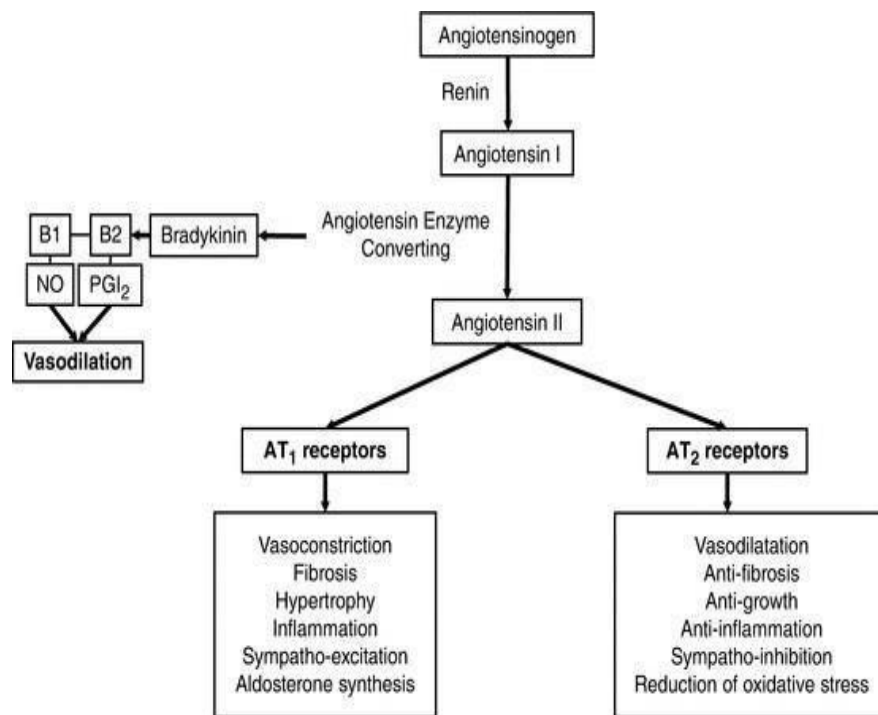 Angiotensinogen
Renin
Angiotensin I
Angiotensin Enzyme
Converting
B1
B2
Bradykinin
NO
PGI₂
Vasodilation
Angiotensin II
AT₁ receptors
AT₂ receptors
Vasoconstriction
Fibrosis
Hypertrophy
Inflammation
Sympatho-excitation
Aldosterone synthesis
Vasodilatation
Anti-fibrosis
Anti-growth
Anti-inflammation
Sympatho-inhibition
Reduction of oxidative stress